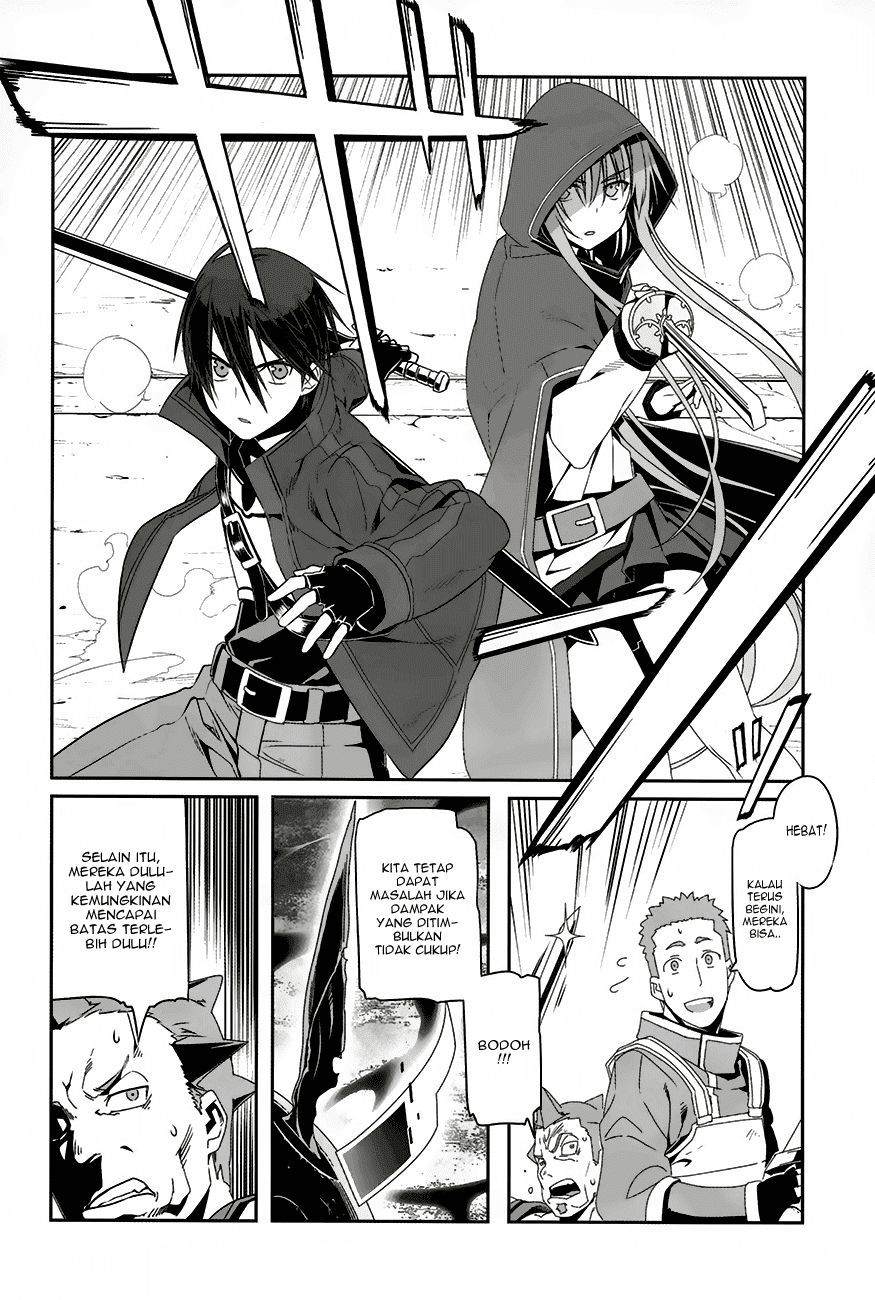 HEBAT!
KALAU
TERUS
BEGINI,
MEREKA
BISA..
BODOH
!!!
KITA TETAP
DAPAT
MASALAH JIKA
DAMPAK
YANG DITIM-
BULKAN
TIDAK CUKUP!
SELAIN ITU,
MEREKA DULU-
LAH YANG
KEMUNGKINAN
MENCAPAI
BATAS TERLE-
BIH DULU!!